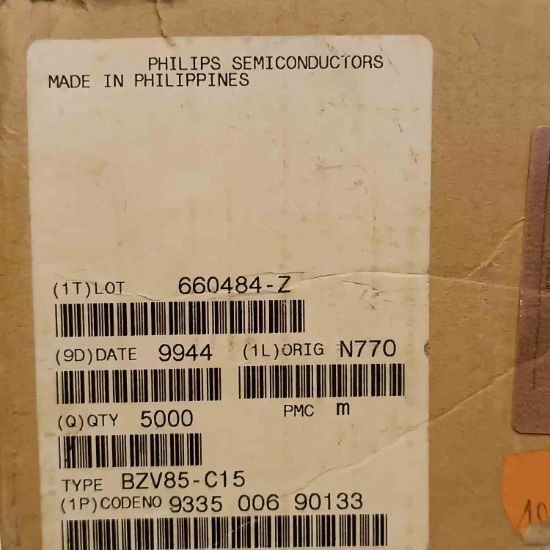 PHILIPS SEMICONDUCTORS
MADE IN PHILIPPINES
(1T)LOT 660484-Z
(9D)DATE 9944 (1L)ORIG N770
(Q)QTY 5000 PMC m
TYPE BZV85-C15
(1P)CODENO 9335 006 90133
10